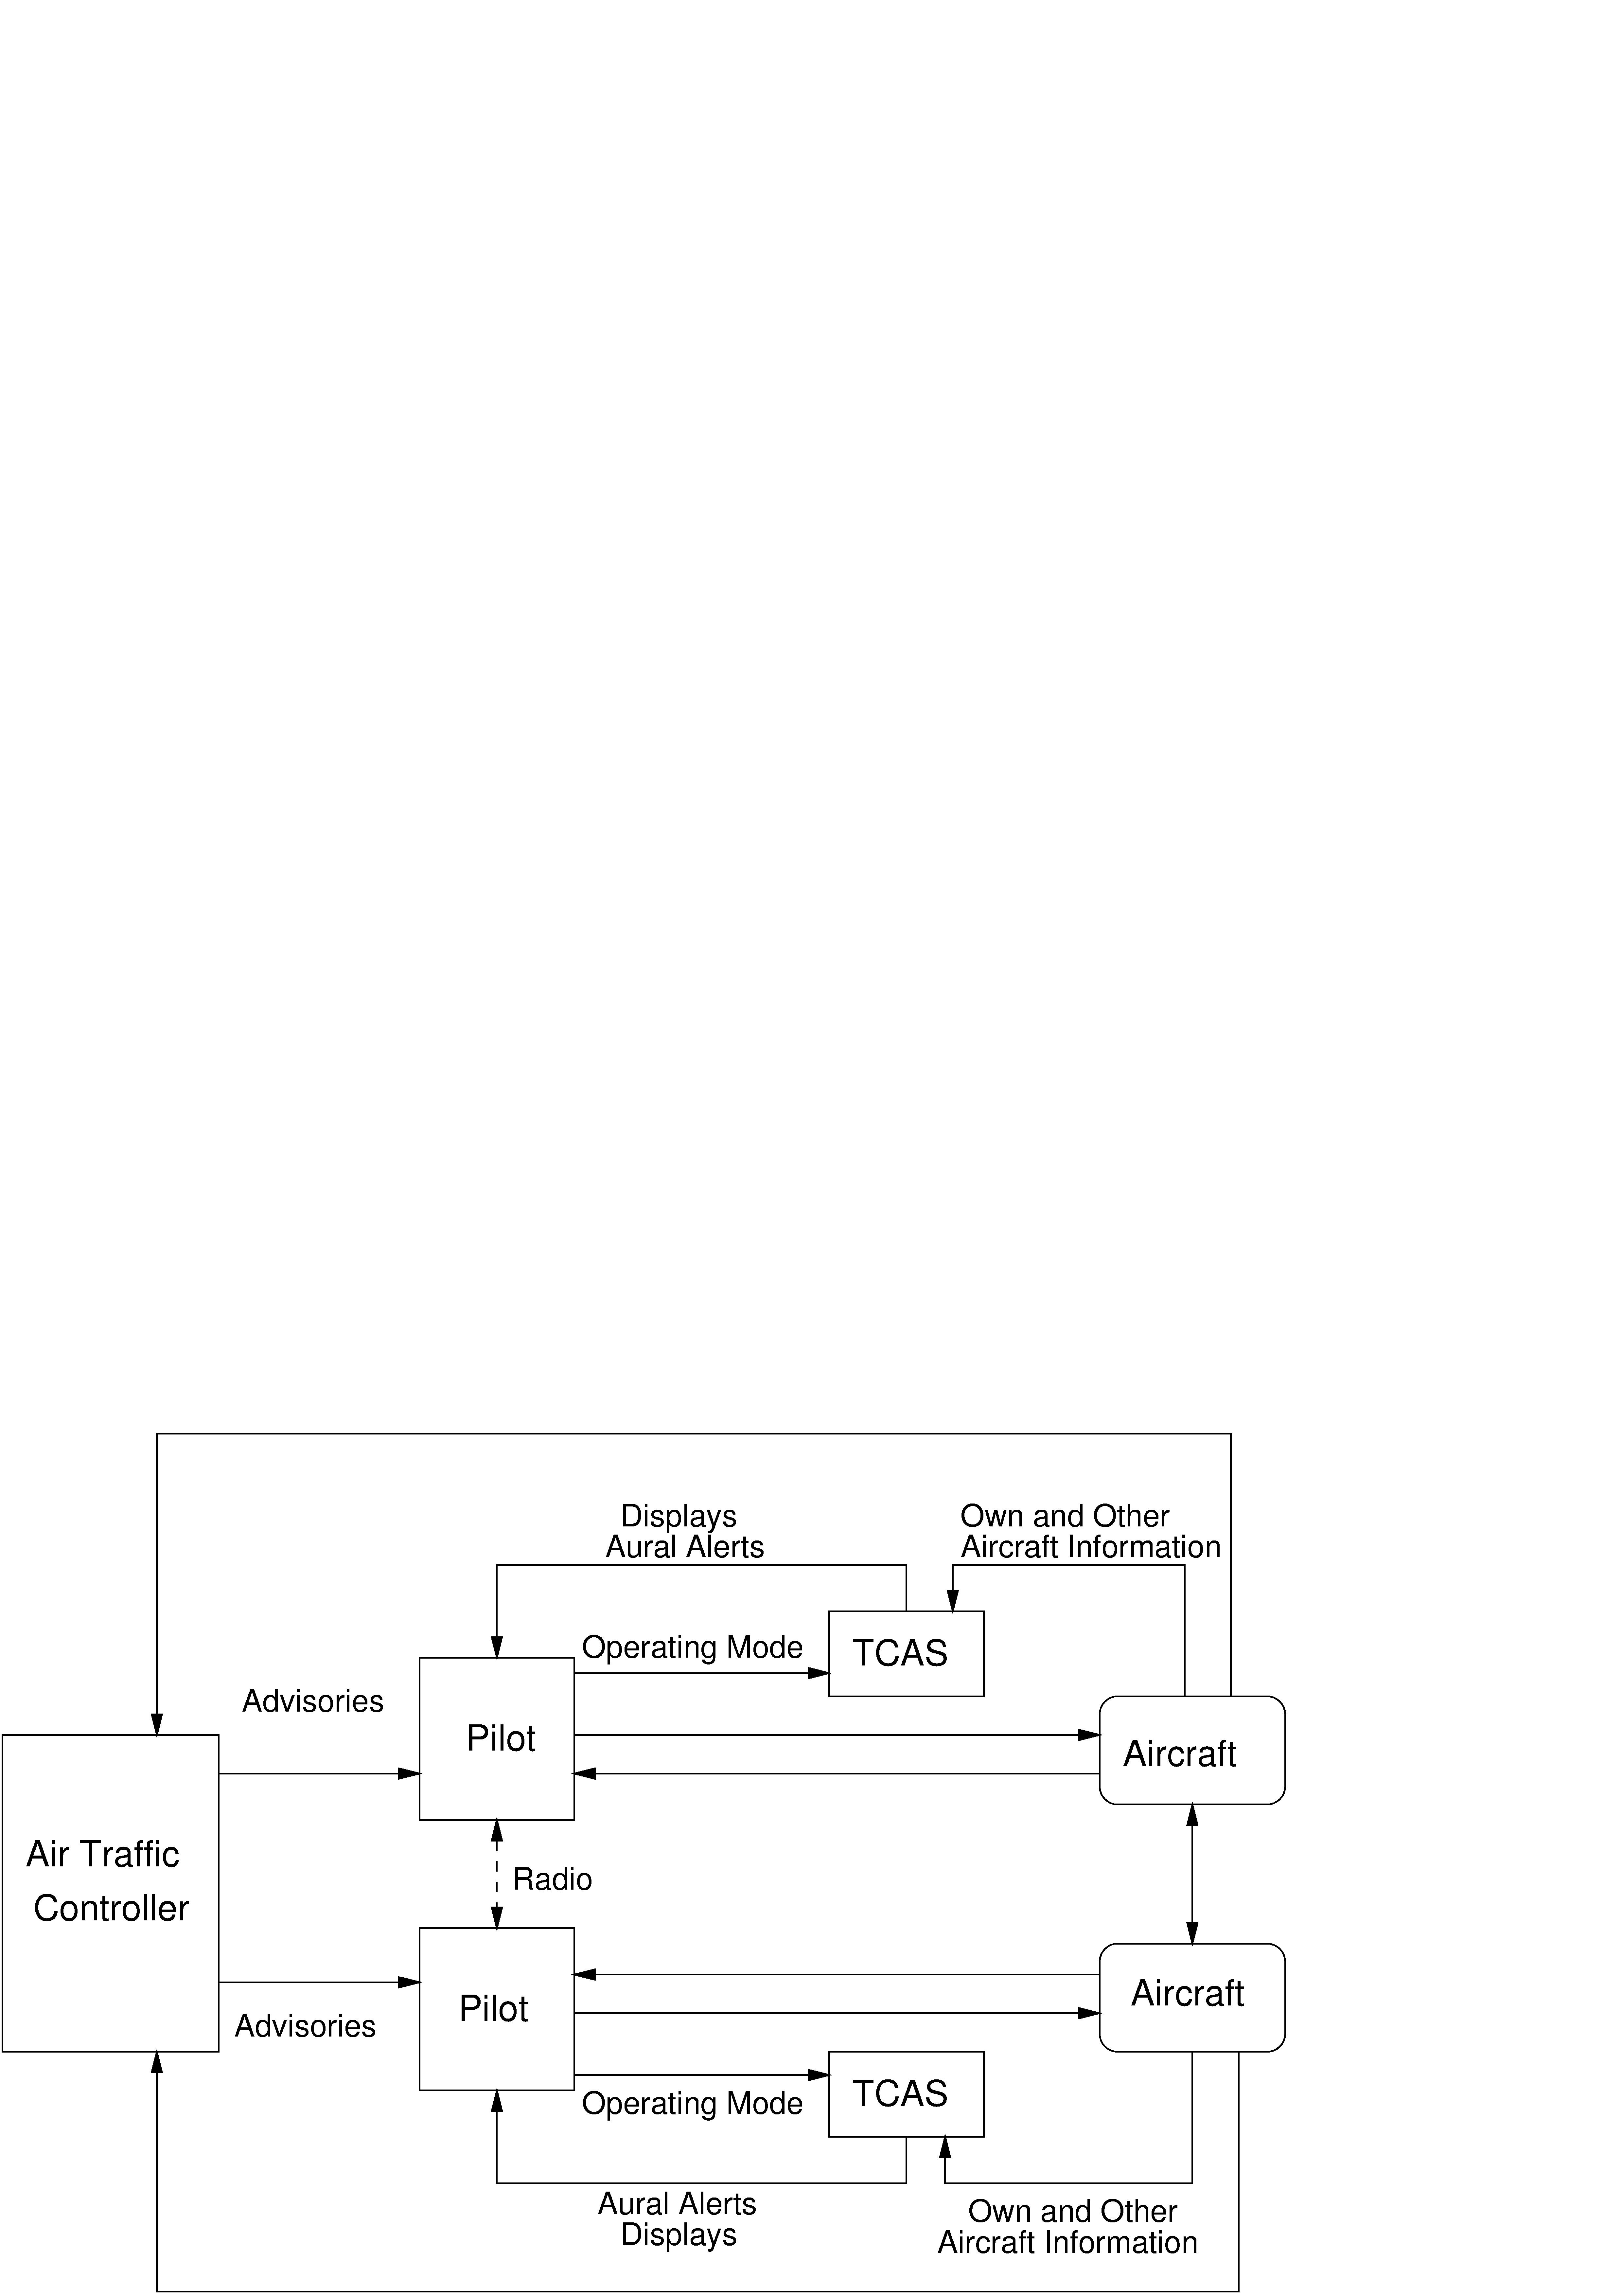 Displays
Aural Alerts
Own and Other
Aircraft Information
Operating Mode
TCAS
Advisories
Pilot
Aircraft
Air Traffic
Controller
Radio
Pilot
Aircraft
Advisories
Operating Mode
TCAS
Aural Alerts
Displays
Own and Other
Aircraft Information